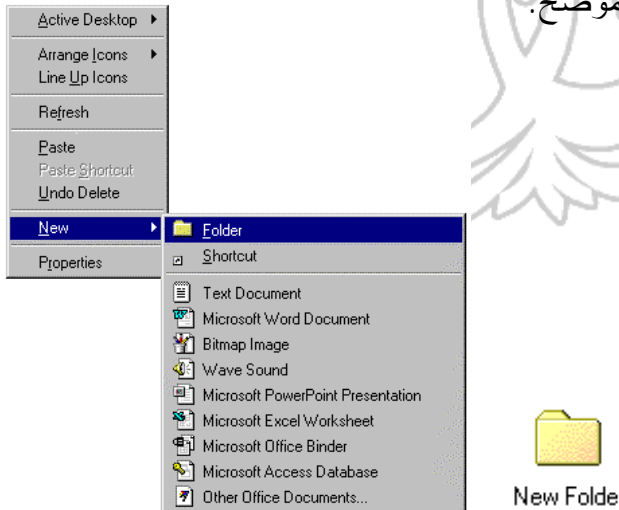 موضح.
Active Desktop
Arrange Icons
Line Up Icons
Refresh
Paste
Paste Shortcut
Undo Delete
New
Properties
Folder
Shortcut
Text Document
Microsoft Word Document
Bitmap Image
Wave Sound
Microsoft PowerPoint Presentation
Microsoft Excel Worksheet
Microsoft Office Binder
Microsoft Access Database
Other Office Documents...
New Folde